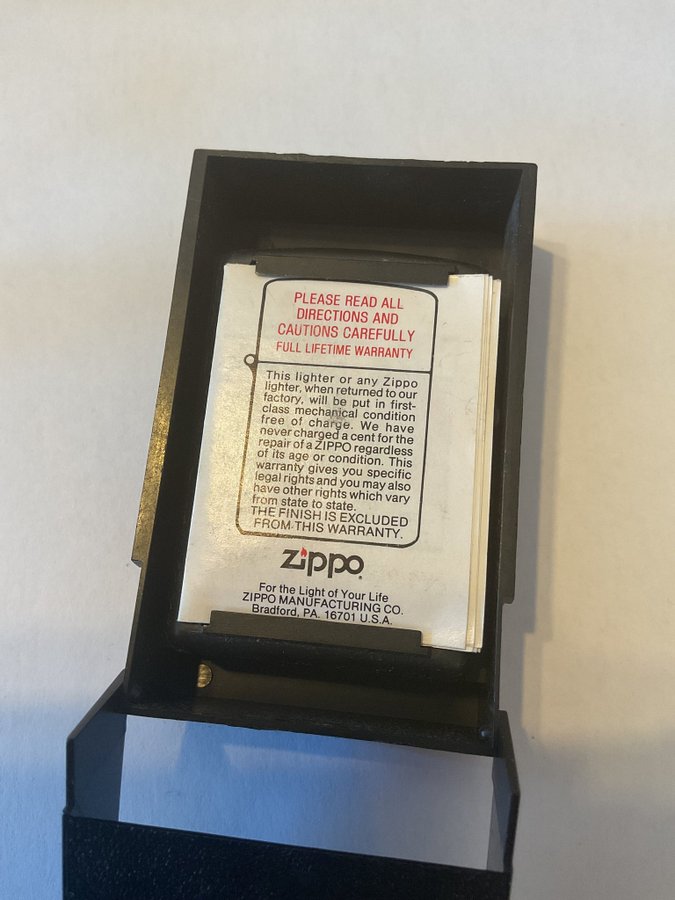 PLEASE READ ALL
DIRECTIONS AND
CAUTIONS CAREFULLY
FULL LIFETIME WARRANTY
This lighter or any Zippo
lighter, when returned to our
factory, will be put in first-
class mechanical condition
free of charge. We have
never charged a cent for the
repair of a ZIPPO regardless
of its age or condition. This
warranty gives you specific
legal rights and you may also
have other rights which vary
from state to state.
THE FINISH IS EXCLUDED
FROM THIS WARRANTY.
zippo®
For the Light of Your Life
ZIPPO MANUFACTURING CO.
Bradford, PA. 16701 U.S.A.